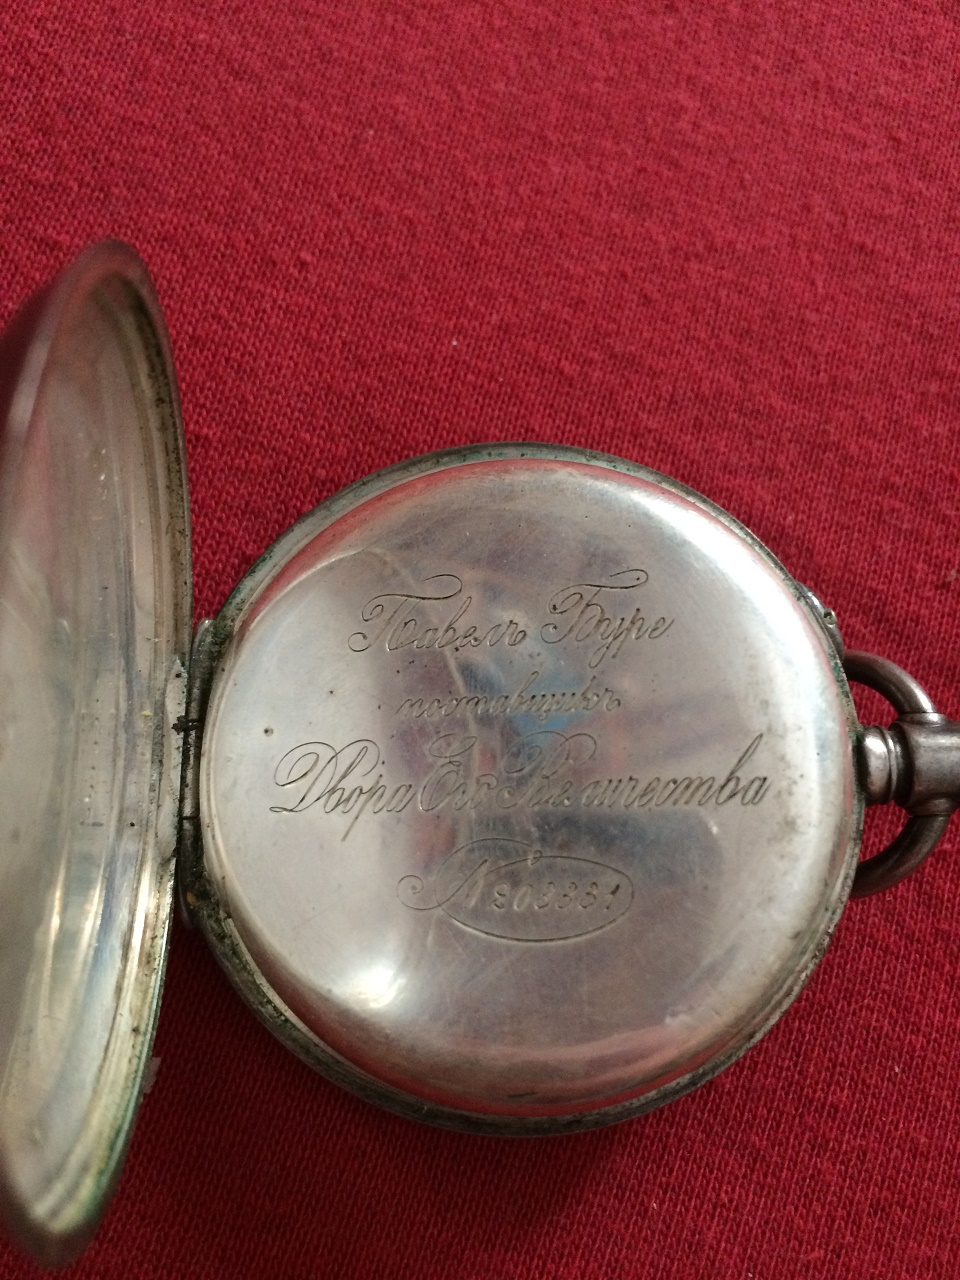 Павелъ Буре
поставщикъ
Двора Его Величества
№ 203331